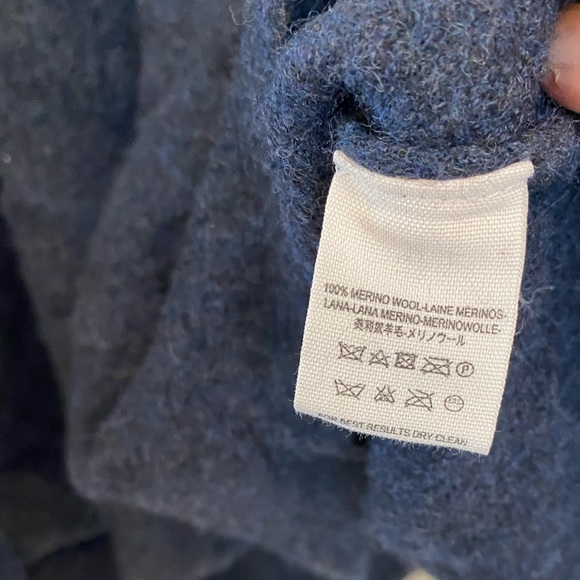 100% MERINO WOOL-LAINE MERINOS-
LANA-LANA MERINO-MERINOWOLLE-
美利奴羊毛-メリノウール
P
FOR BEST RESULTS DRY CLEAN